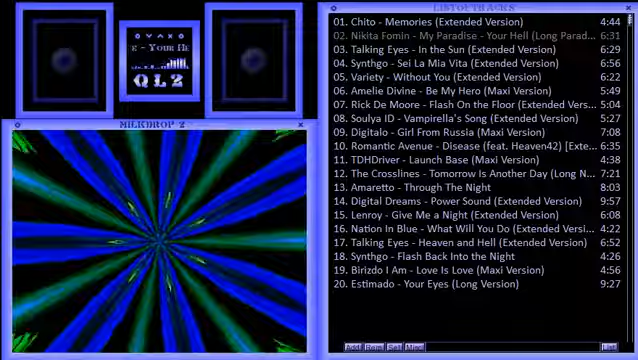 LIST OF TRACKS
QL2
MILKDROP 2
01. Chito - Memories (Extended Version) 4:44
02. Nikita Fomin - My Paradise - Your Hell (Long Parad... 6:31
03. Talking Eyes - In the Sun (Extended Version) 6:29
04. Synthgo - Sei La Mia Vita (Extended Version) 6:56
05. Variety - Without You (Extended Version) 6:22
06. Amelie Divine - Be My Hero (Maxi Version) 5:49
07. Rick De Moore - Flash On the Floor (Extended Vers... 5:04
08. Soulya ID - Vampirella's Song (Extended Version) 5:27
09. Digitalo - Girl From Russia (Maxi Version) 7:08
10. Romantic Avenue - Disease (feat. Heaven42) [Exte... 6:35
11. TDHDriver - Launch Base (Maxi Version) 4:38
12. The Crosslines - Tomorrow Is Another Day (Long N... 7:21
13. Amaretto - Through The Night 8:03
14. Digital Dreams - Power Sound (Extended Version) 9:57
15. Lenroy - Give Me a Night (Extended Version) 6:08
16. Nation In Blue - What Will You Do (Extended Versi... 4:22
17. Talking Eyes - Heaven and Hell (Extended Version) 6:52
18. Synthgo - Flash Back Into the Night 4:26
19. Birizdo I Am - Love Is Love (Maxi Version) 4:56
20. Estimado - Your Eyes (Long Version) 9:27
Add Rem Sel Misc List